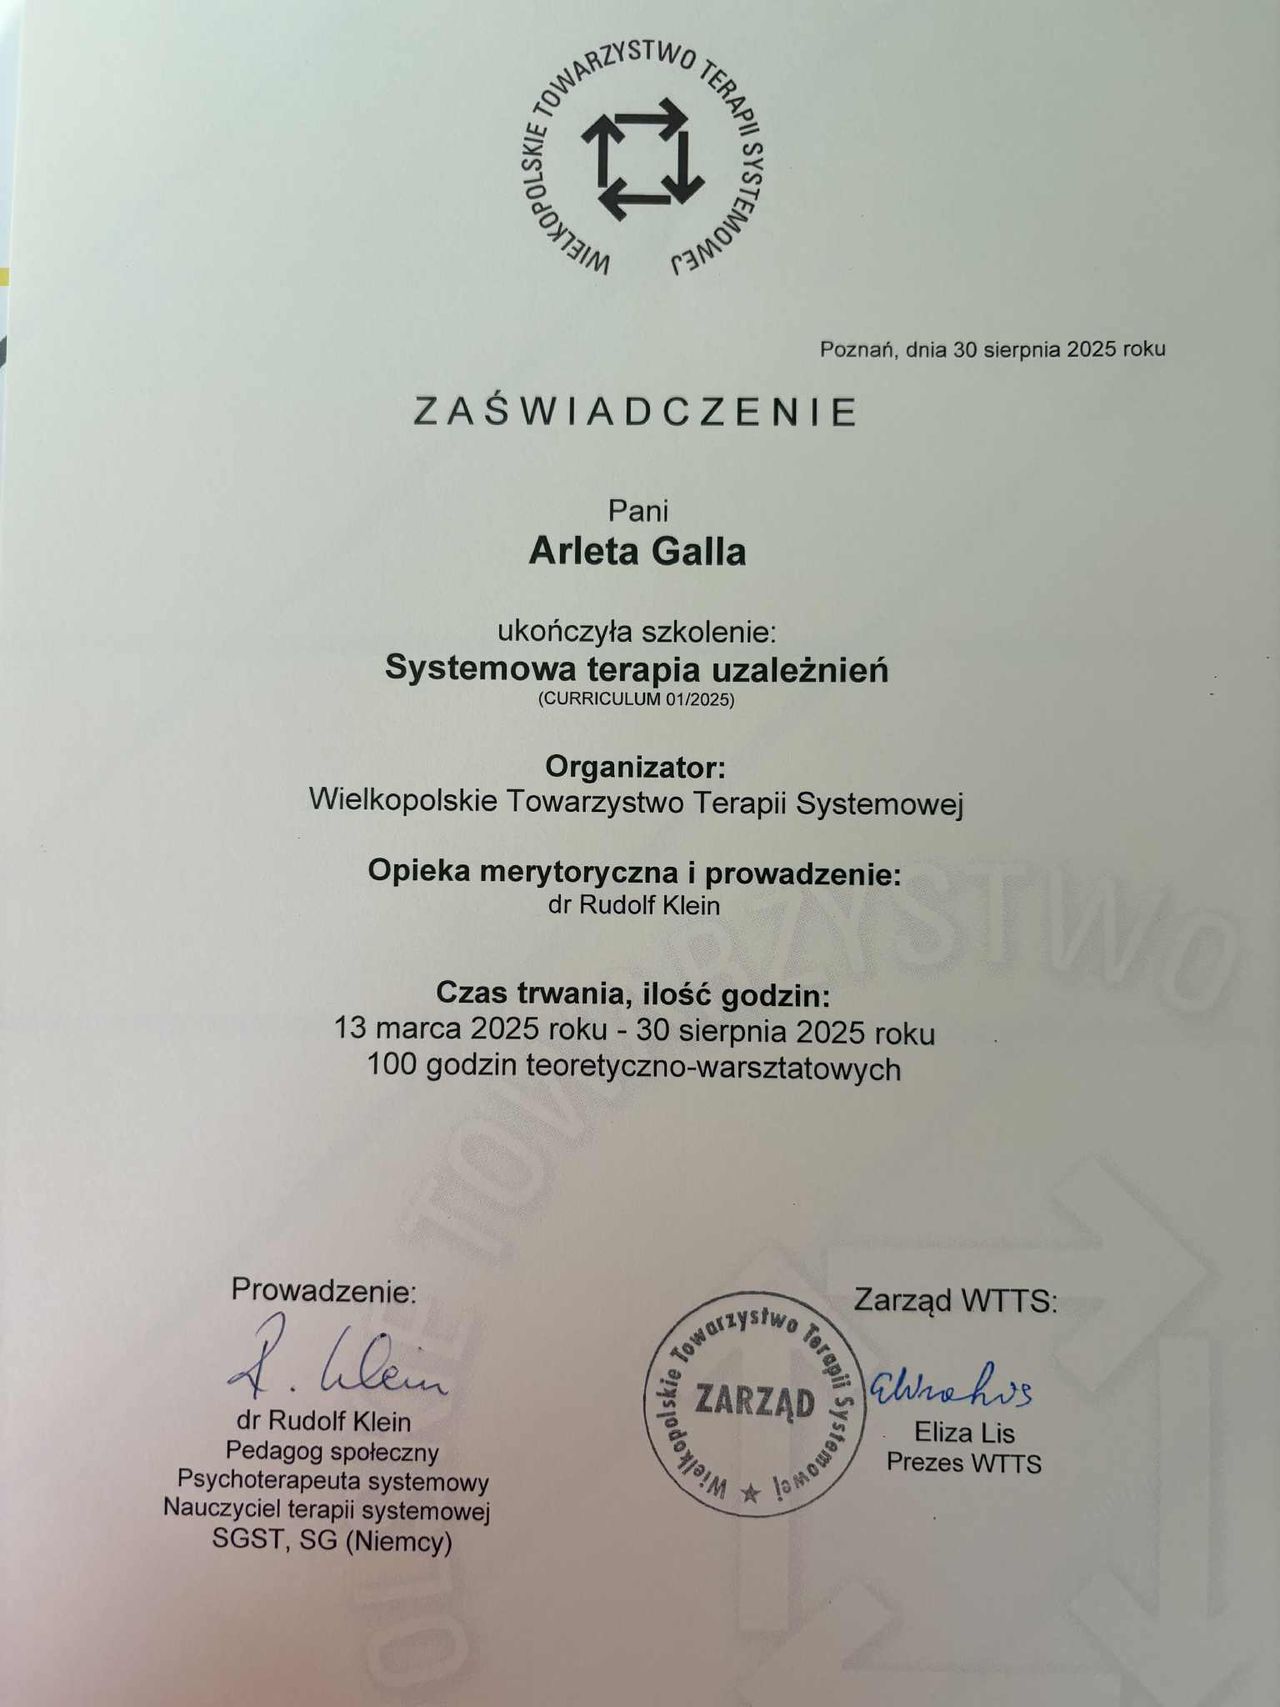 WIELKOPOLSKIE TOWARZYSTWO TERAPII SYSTEMOWEJ
Poznań, dnia 30 sierpnia 2025 roku
ZAŚWIADCZENIE
Pani
Arleta Galla
ukończyła szkolenie:
Systemowa terapia uzależnień
(CURRICULUM 01/2025)
Organizator:
Wielkopolskie Towarzystwo Terapii Systemowej
Opieka merytoryczna i prowadzenie:
dr Rudolf Klein
Czas trwania, ilość godzin:
13 marca 2025 roku - 30 sierpnia 2025 roku
100 godzin teoretyczno-warsztatowych
Prowadzenie:
R. Klein
dr Rudolf Klein
Pedagog społeczny
Psychoterapeuta systemowy
Nauczyciel terapii systemowej
SGST, SG (Niemcy)
Wielkopolskie Towarzystwo Terapii Systemowej
ZARZĄD
Zarząd WTTS:
Eliza Lis
Prezes WTTS